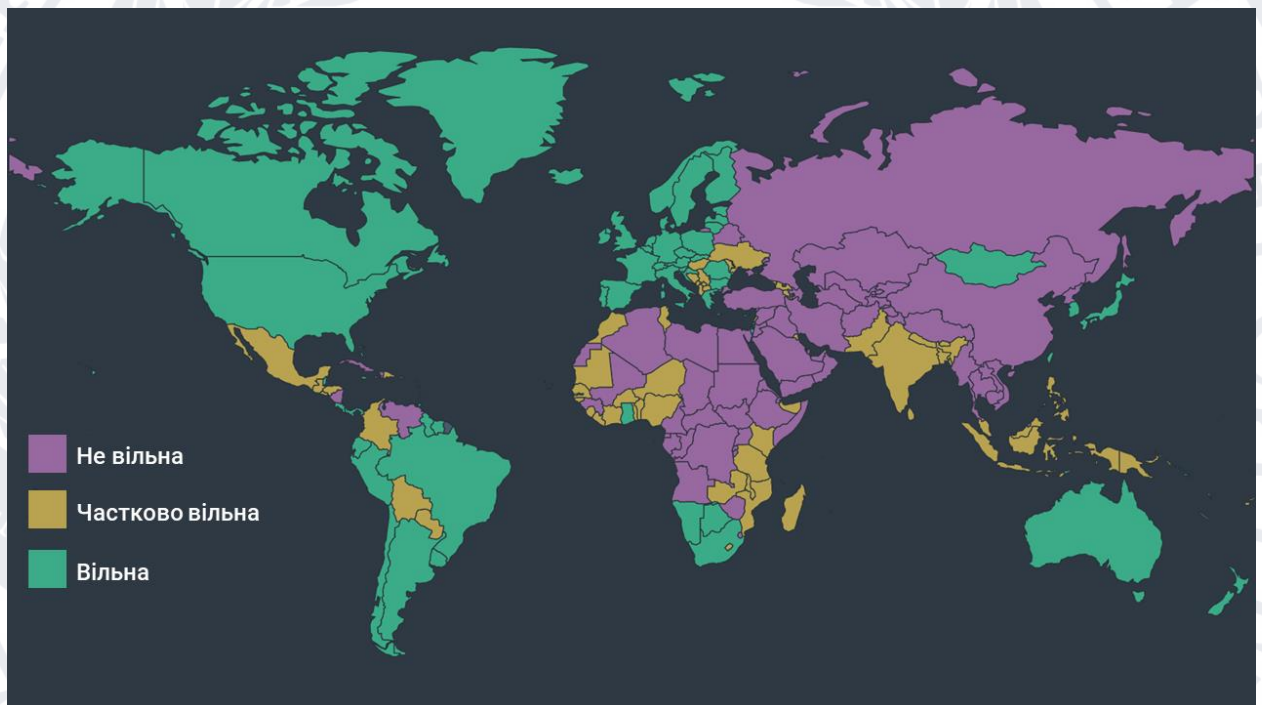 Не вільна
Частково вільна
Вільна